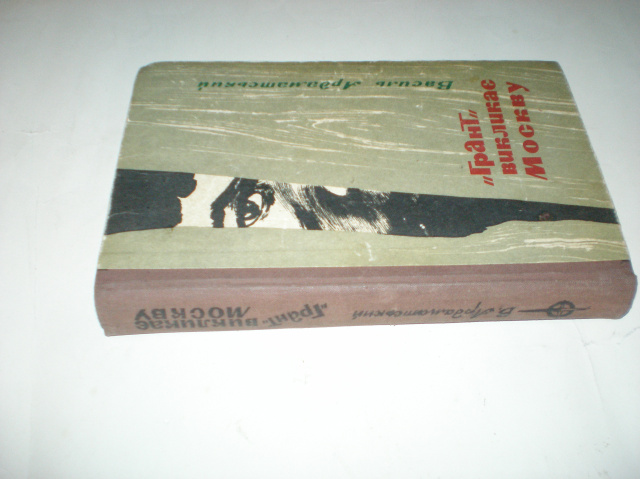 Василь Ардаматський
„Грант"
викликає
Москву
В. Ардаматський
„Грант" викликає
Москву